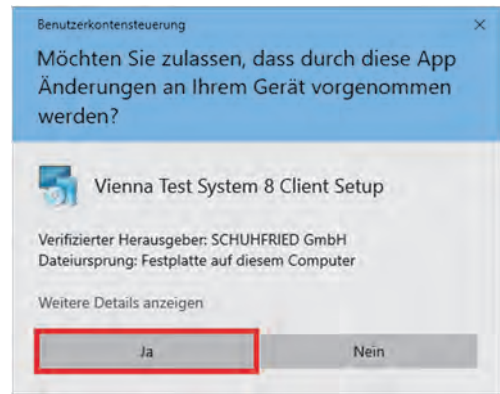 Benutzerkontensteuerung
Möchten Sie zulassen, dass durch diese App
Änderungen an Ihrem Gerät vorgenommen
werden?
Vienna Test System 8 Client Setup
Verifizierter Herausgeber: SCHUHFRIED GmbH
Dateiursprung: Festplatte auf diesem Computer
Weitere Details anzeigen
Ja
Nein